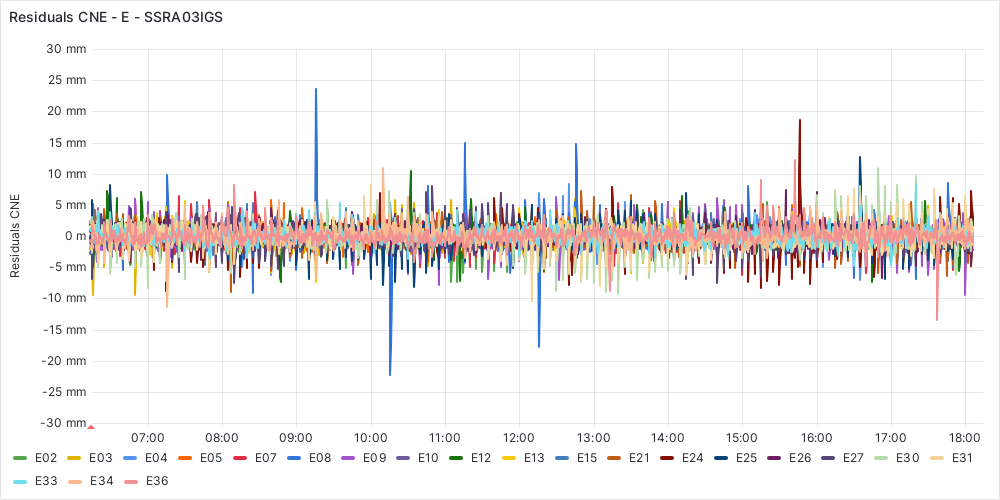 Residuals CNE - E - SSRA03IGS
30 mm
25 mm
20 mm
15 mm
10 mm
5 mm
0 m
-5 mm
-10 mm
-15 mm
-20 mm
-25 mm
-30 mm
Residuals CNE
07:00 08:00 09:00 10:00 11:00 12:00 13:00 14:00 15:00 16:00 17:00 18:00
E02 E03 E04 E05 E07 E08 E09 E10 E12 E13 E15 E21 E24 E25 E26 E27 E30 E31
E33 E34 E36